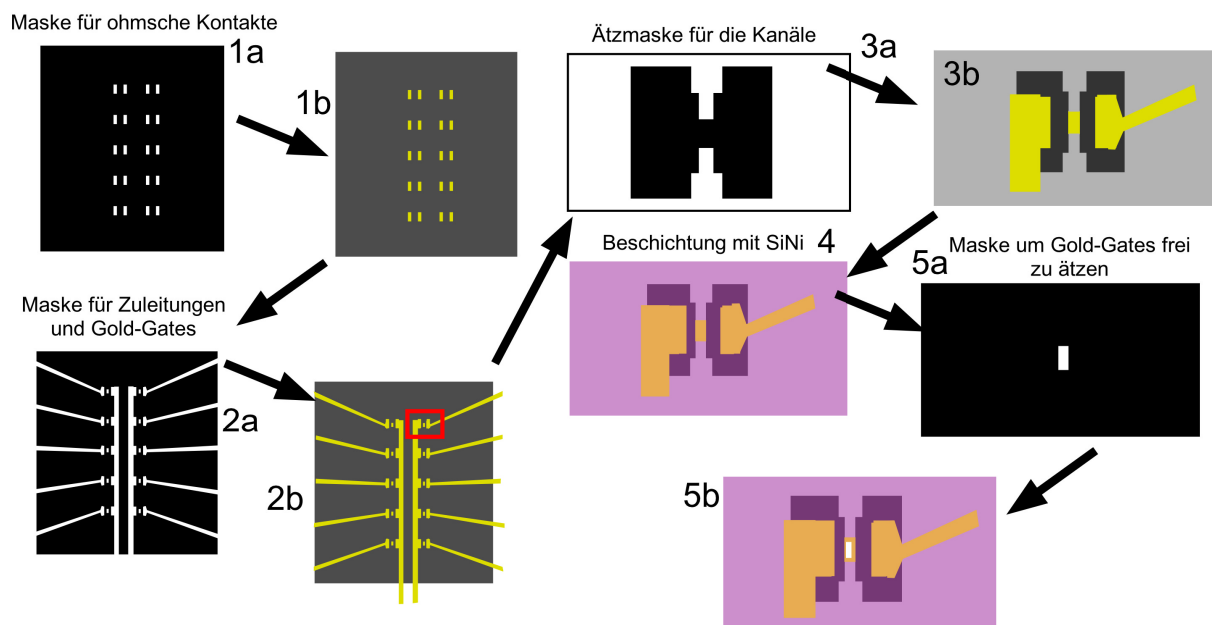 Maske für ohmsche Kontakte
1a
1b
Maske für Zuleitungen
und Gold-Gates
2a
2b
Ätzmaske für die Kanäle
3a
3b
Beschichtung mit SiNi
4
5a
Maske um Gold-Gates frei
zu ätzen
5b